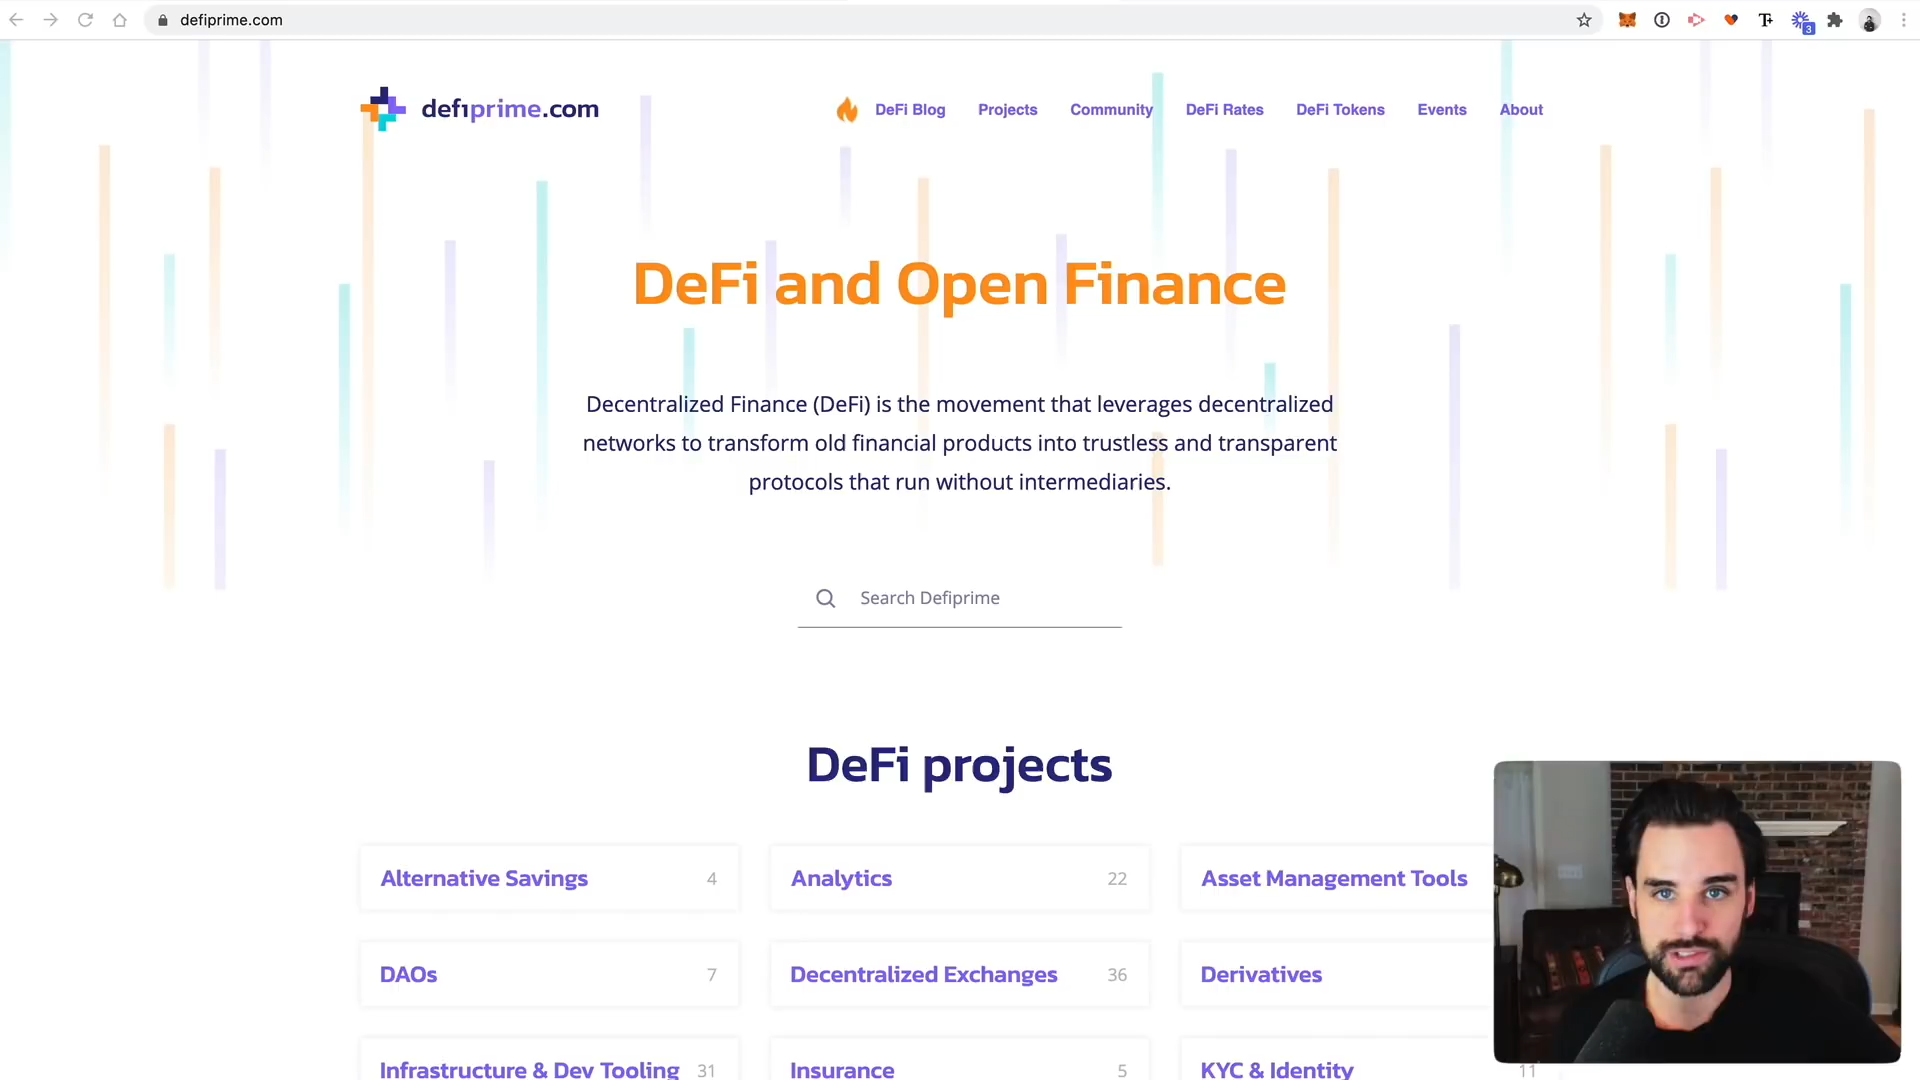 defiprime.com
3
defiprime.com
DeFi Blog
Projects
Community
DeFi Rates
DeFi Tokens
Events
About
DeFi and Open Finance
Decentralized Finance (DeFi) is the movement that leverages decentralized
networks to transform old financial products into trustless and transparent
protocols that run without intermediaries.
Search Defiprime
DeFi projects
Alternative Savings 4
Analytics 22
Asset Management Tools
DAOs 7
Decentralized Exchanges 36
Derivatives
Infrastructure & Dev Tooling 31
Insurance 5
KYC & Identity 11